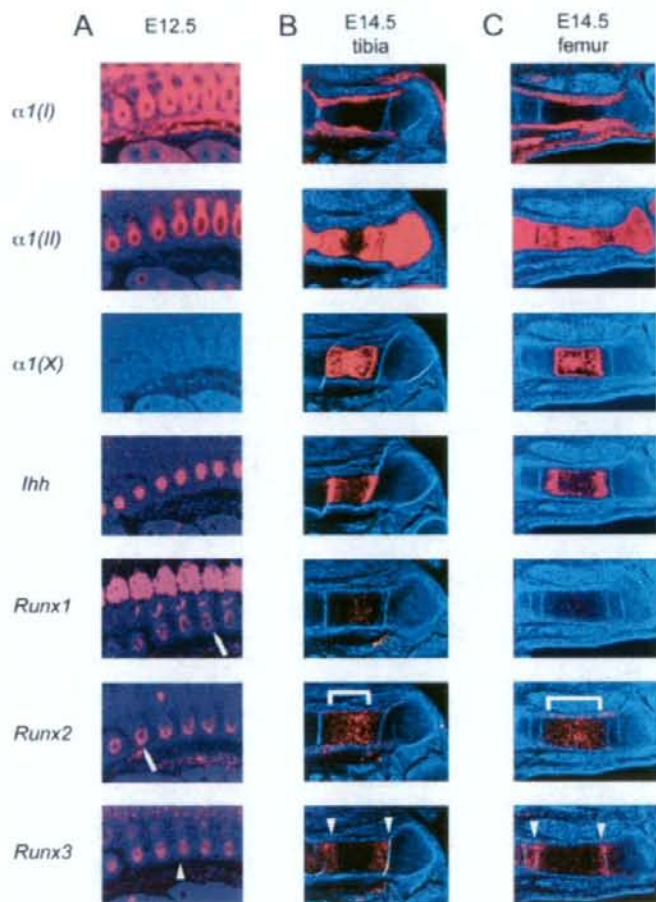 A E12.5
B E14.5 tibia
C E14.5 femur
α1(I)
α1(II)
α1(X)
Ihh
Runx1
Runx2
Runx3